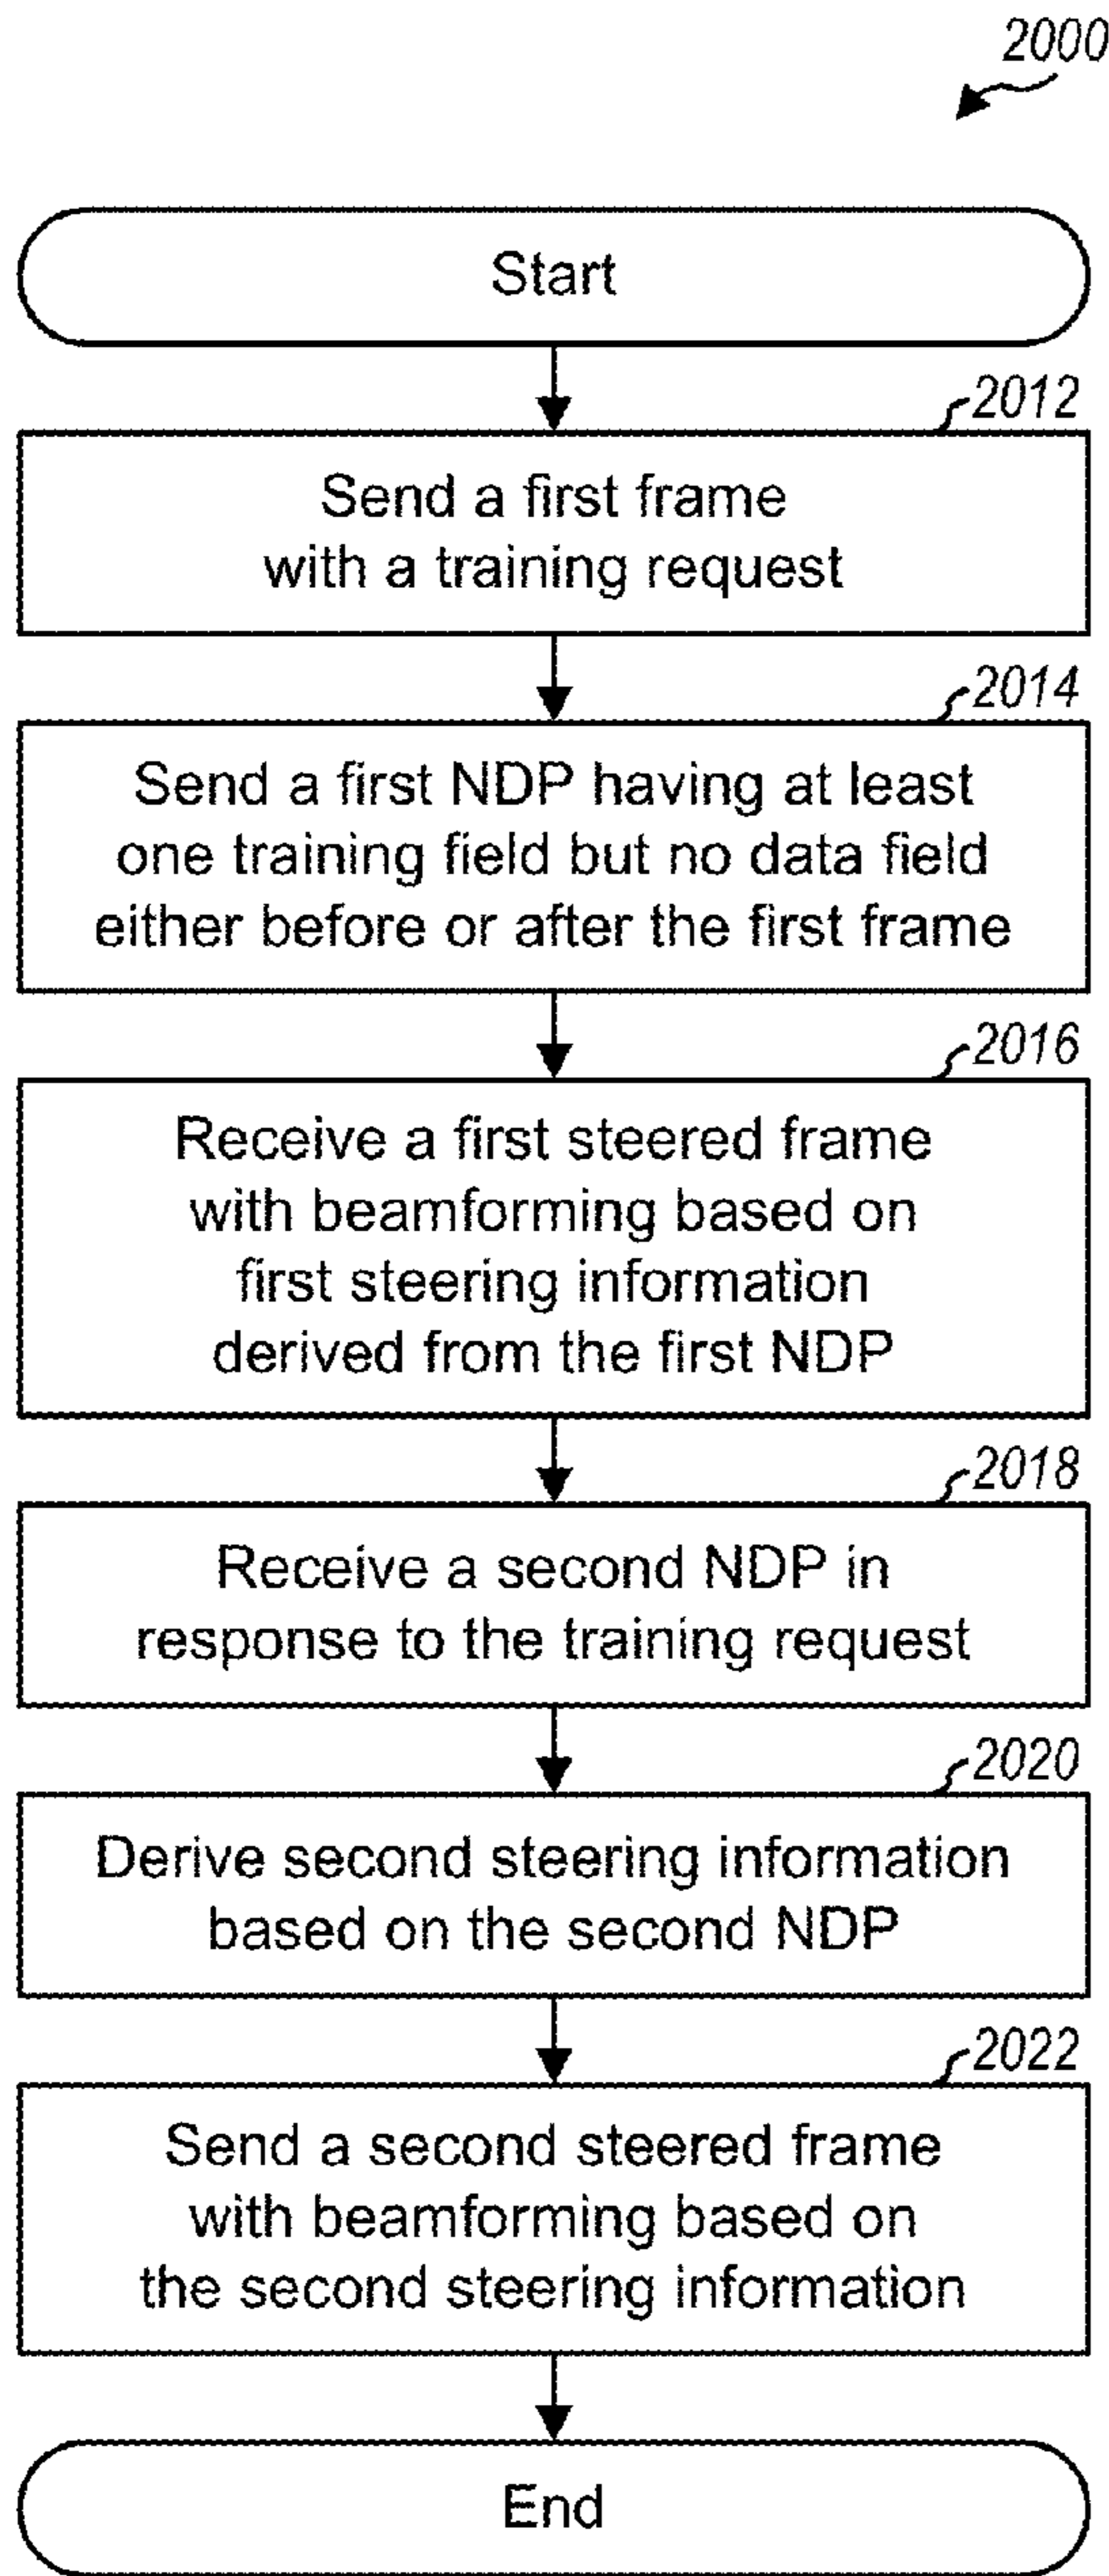 2000
Start
2012
Send a first frame
with a training request
2014
Send a first NDP having at least
one training field but no data field
either before or after the first frame
2016
Receive a first steered frame
with beamforming based on
first steering information
derived from the first NDP
2018
Receive a second NDP in
response to the training request
2020
Derive second steering information
based on the second NDP
2022
Send a second steered frame
with beamforming based on
the second steering information
End